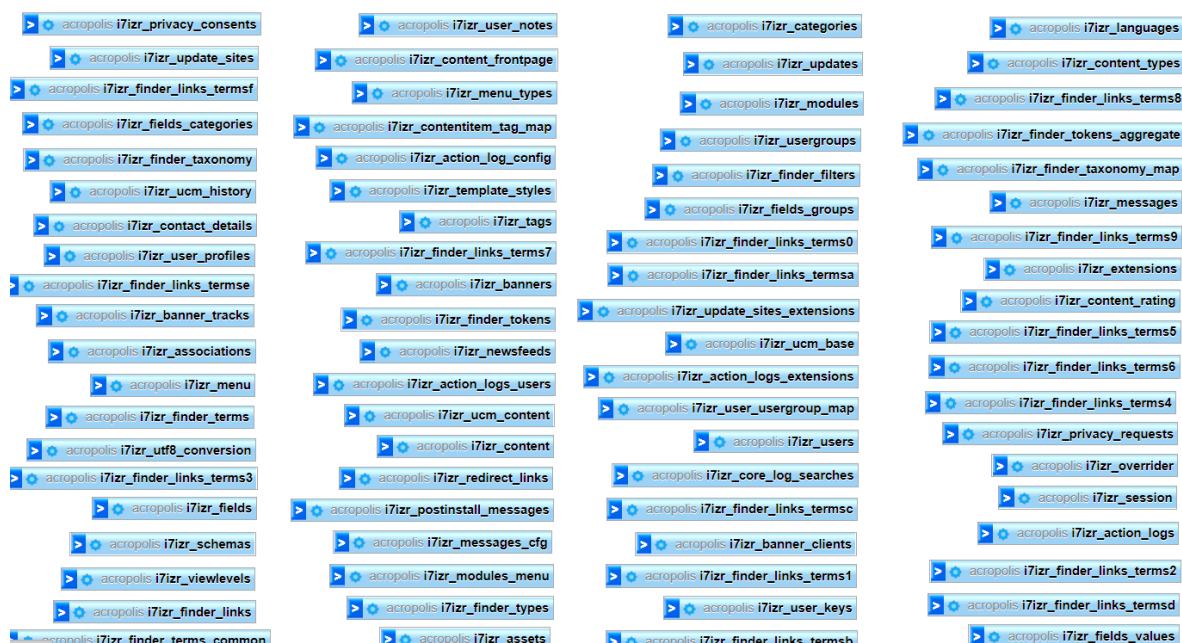 acropolis i7izr_privacy_consents
acropolis i7izr_update_sites
acropolis i7izr_finder_links_termsf
acropolis i7izr_fields_categories
acropolis i7izr_finder_taxonomy
acropolis i7izr_ucm_history
acropolis i7izr_contact_details
acropolis i7izr_user_profiles
acropolis i7izr_finder_links_termse
acropolis i7izr_banner_tracks
acropolis i7izr_associations
acropolis i7izr_menu
acropolis i7izr_finder_terms
acropolis i7izr_utf8_conversion
acropolis i7izr_finder_links_terms3
acropolis i7izr_fields
acropolis i7izr_schemas
acropolis i7izr_viewlevels
acropolis i7izr_finder_links
acropolis i7izr_finder_terms_common
acropolis i7izr_user_notes
acropolis i7izr_content_frontpage
acropolis i7izr_menu_types
acropolis i7izr_contentitem_tag_map
acropolis i7izr_action_log_config
acropolis i7izr_template_styles
acropolis i7izr_tags
acropolis i7izr_finder_links_terms7
acropolis i7izr_banners
acropolis i7izr_finder_tokens
acropolis i7izr_newsfeeds
acropolis i7izr_action_logs_users
acropolis i7izr_ucm_content
acropolis i7izr_content
acropolis i7izr_redirect_links
acropolis i7izr_postinstall_messages
acropolis i7izr_messages_cfg
acropolis i7izr_modules_menu
acropolis i7izr_finder_types
acropolis i7izr_assets
acropolis i7izr_categories
acropolis i7izr_updates
acropolis i7izr_modules
acropolis i7izr_usergroups
acropolis i7izr_finder_filters
acropolis i7izr_fields_groups
acropolis i7izr_finder_links_terms0
acropolis i7izr_finder_links_termsa
acropolis i7izr_update_sites_extensions
acropolis i7izr_ucm_base
acropolis i7izr_action_logs_extensions
acropolis i7izr_user_usergroup_map
acropolis i7izr_users
acropolis i7izr_core_log_searches
acropolis i7izr_finder_links_termsc
acropolis i7izr_banner_clients
acropolis i7izr_finder_links_terms1
acropolis i7izr_user_keys
acropolis i7izr_finder_links_termsb
acropolis i7izr_languages
acropolis i7izr_content_types
acropolis i7izr_finder_links_terms8
acropolis i7izr_finder_tokens_aggregate
acropolis i7izr_finder_taxonomy_map
acropolis i7izr_messages
acropolis i7izr_finder_links_terms9
acropolis i7izr_extensions
acropolis i7izr_content_rating
acropolis i7izr_finder_links_terms5
acropolis i7izr_finder_links_terms6
acropolis i7izr_finder_links_terms4
acropolis i7izr_privacy_requests
acropolis i7izr_overrider
acropolis i7izr_session
acropolis i7izr_action_logs
acropolis i7izr_finder_links_terms2
acropolis i7izr_finder_links_termsd
acropolis i7izr_fields_values